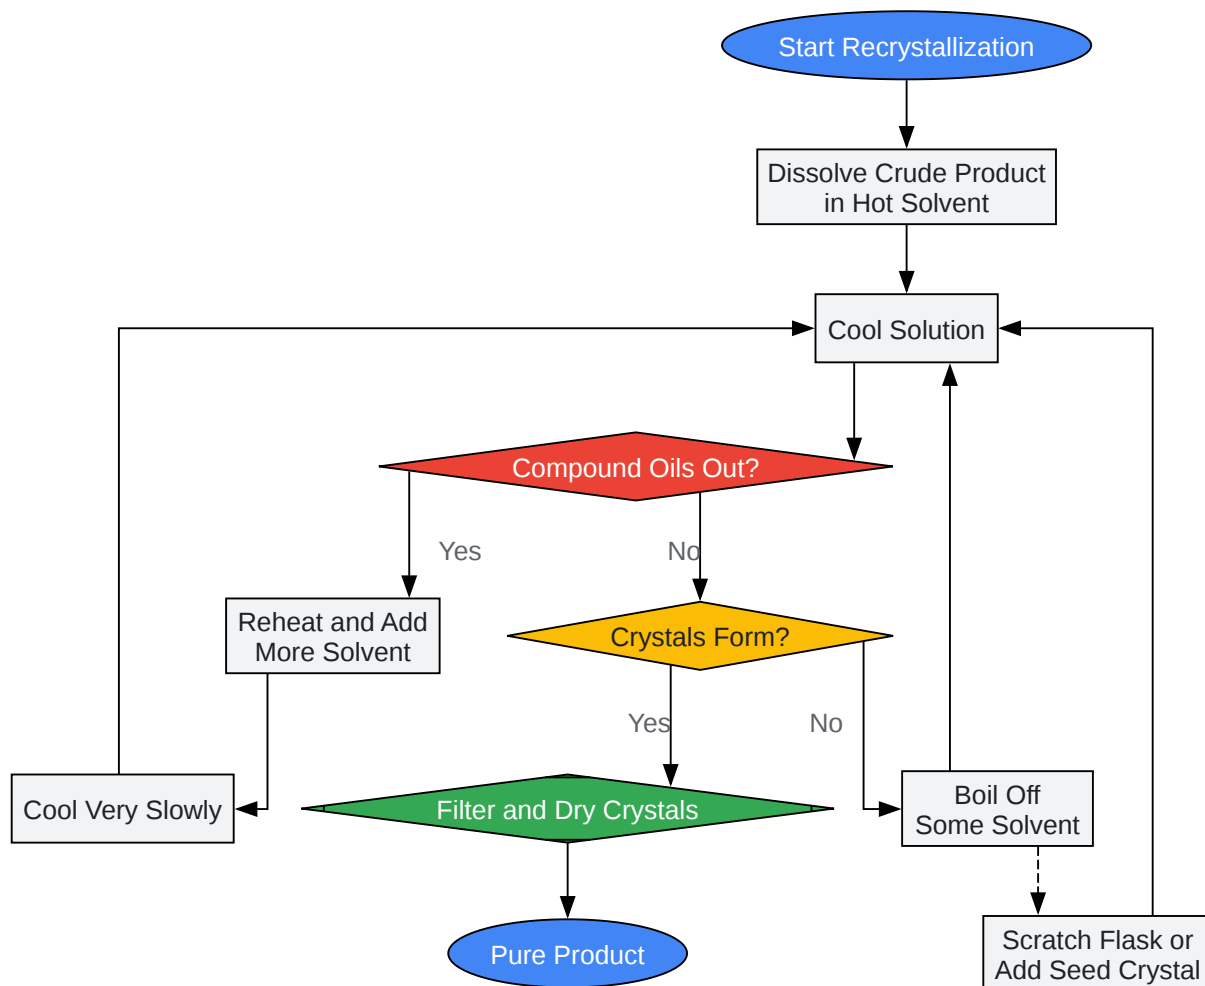 Start Recrystallization
Dissolve Crude Product
in Hot Solvent
Cool Solution
Compound Oils Out?
Yes
No
Reheat and Add
More Solvent
Crystals Form?
Yes
No
Cool Very Slowly
Filter and Dry Crystals
Boil Off
Some Solvent
Pure Product
Scratch Flask or
Add Seed Crystal